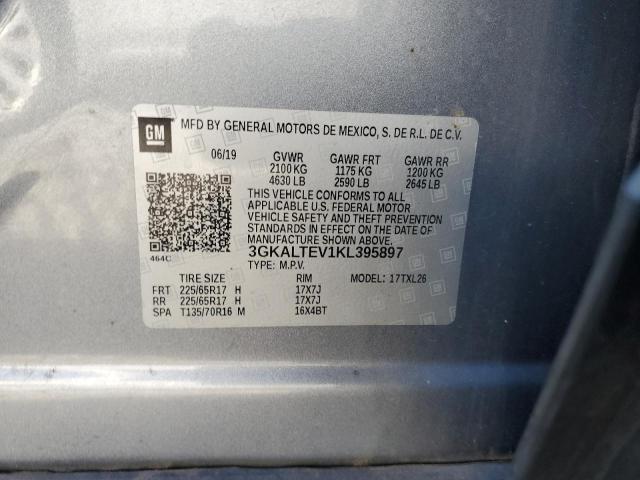 GM MFD BY GENERAL MOTORS DE MEXICO, S. DE R.L. DE C.V.
06/19 GVWR GAWR FRT GAWR RR
2100 KG 1175 KG 1200 KG
4630 LB 2590 LB 2645 LB
THIS VEHICLE CONFORMS TO ALL
APPLICABLE U.S. FEDERAL MOTOR
VEHICLE SAFETY AND THEFT PREVENTION
STANDARDS IN EFFECT ON THE DATE OF
MANUFACTURE SHOWN ABOVE.
464C 3GKALTEV1KL395897
TYPE: M.P.V. MODEL: 17TXL26
TIRE SIZE RIM
FRT 225/65R17 H 17X7J
RR 225/65R17 H 17X7J
SPA T135/70R16 M 16X4BT